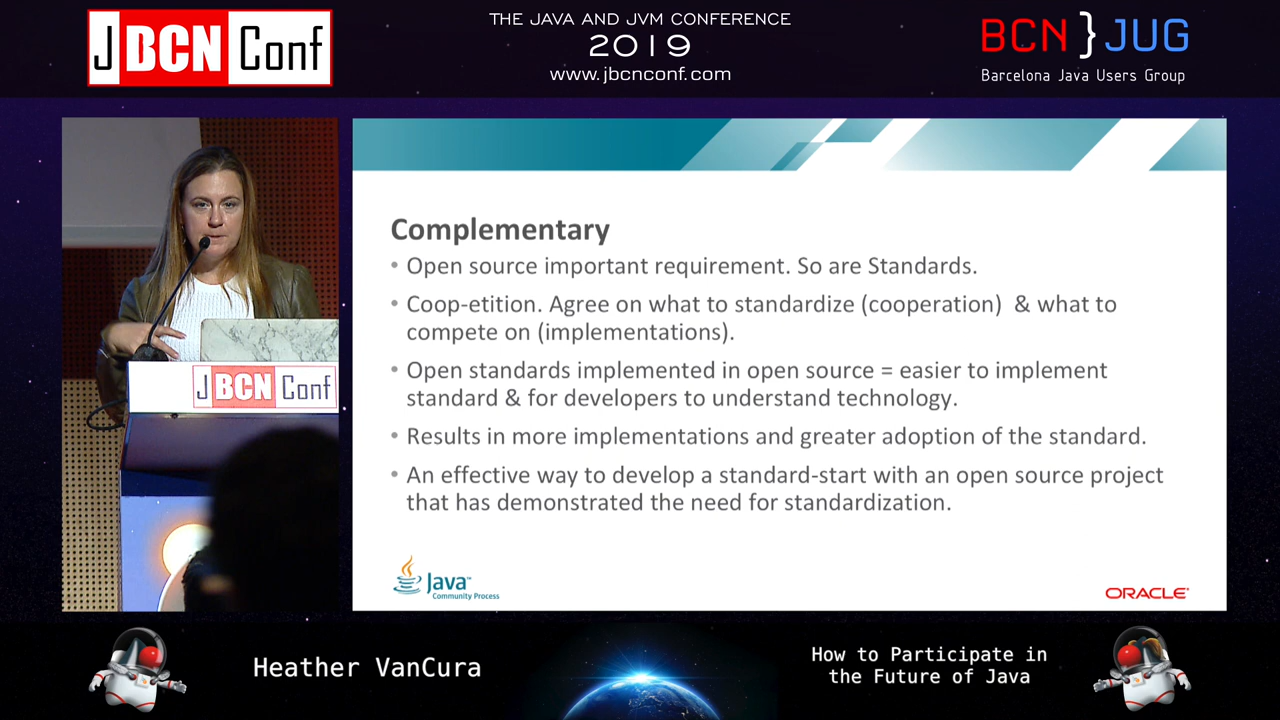 J BCN Conf
THE JAVA AND JVM CONFERENCE
2019
www.jbcnconf.com
BCN } JUG
Barcelona Java Users Group
J BCN Conf
Complementary
• Open source important requirement. So are Standards.
• Coop-etition. Agree on what to standardize (cooperation) & what to
compete on (implementations).
• Open standards implemented in open source = easier to implement
standard & for developers to understand technology.
• Results in more implementations and greater adoption of the standard.
• An effective way to develop a standard-start with an open source project
that has demonstrated the need for standardization.
Java™
Community Process
ORACLE®
Heather VanCura
How to Participate in
the Future of Java